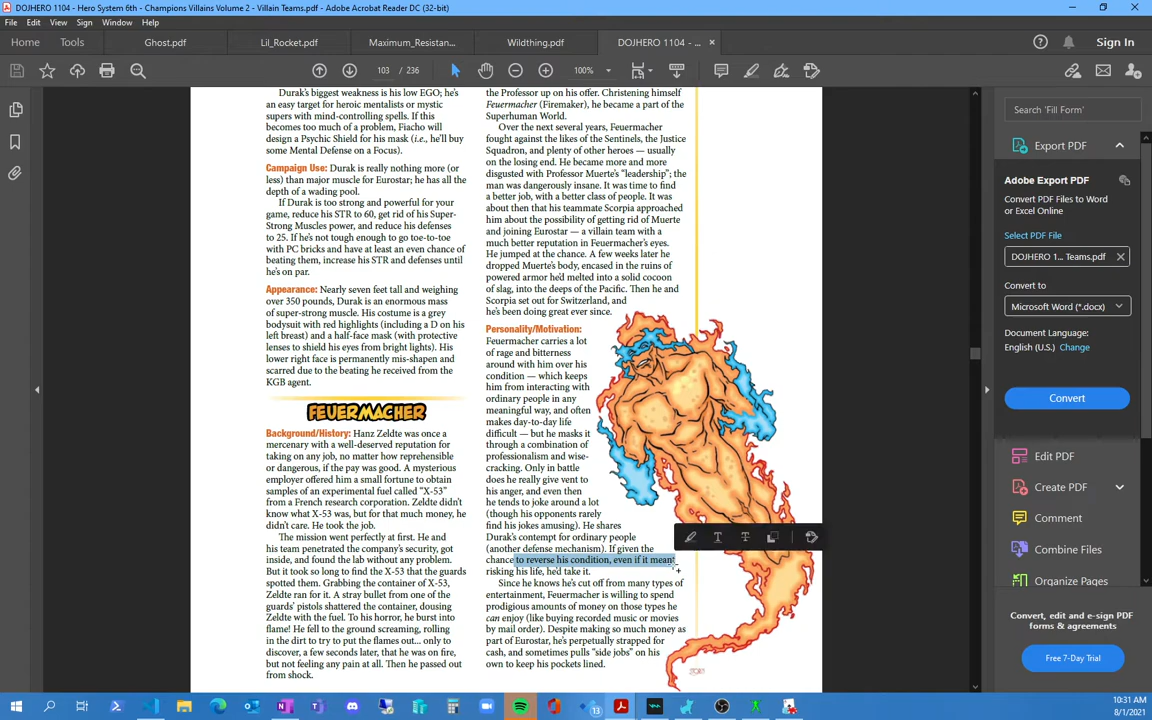 DOJHERO 1104 - Hero System 6th - Champions Villains Volume 2 - Villain Teams.pdf - Adobe Acrobat Reader DC (32-bit)
File Edit View Sign Window Help
Home Tools Ghost.pdf Lil_Rocket.pdf Maximum_Resistan... Wildthing.pdf DOJHERO 1104 - ... × Sign In
103 / 236 100%
Durak's biggest weakness is his low EGO; he's
an easy target for heroic mentalists or mystic
supers with mind-controlling spells. If this
becomes too much of a problem, Fiacho will
design a Psychic Shield for his mask (i.e., he'll buy
some Mental Defense on a Focus).
Campaign Use: Durak is really nothing more (or
less) than major muscle for Eurostar; he has all the
depth of a wading pool.
If Durak is too strong and powerful for your
game, reduce his STR to 60, get rid of his Super-
Strong Muscles power, and reduce his defenses
to 25. If he's not tough enough to go toe-to-toe
with PC bricks and have at least an even chance of
beating them, increase his STR and defenses until
he's on par.
Appearance: Nearly seven feet tall and weighing
over 350 pounds, Durak is an enormous mass
of super-strong muscle. His costume is a grey
bodysuit with red highlights (including a D on his
left breast) and a half-face mask (with protective
lenses to shield his eyes from bright lights). His
lower right face is permanently mis-shapen and
scarred due to the beating he received from the
KGB agent.
FEUERMACHER
Background/History: Hanz Zeldte was once a
mercenary with a well-deserved reputation for
taking on any job, no matter how reprehensible
or dangerous, if the pay was good. A mysterious
employer offered him a small fortune to obtain
samples of an experimental fuel called "X-53"
from a French research corporation. Zeldte didn't
know what X-53 was, but for that much money, he
didn't care. He took the job.
The mission went perfectly at first. He and
his team penetrated the company's security, got
inside, and found the lab without any problem.
But it took so long to find the X-53 that the guards
spotted them. Grabbing the container of X-53,
Zeldte ran for it. A stray bullet from one of the
guards' pistols shattered the container, dousing
Zeldte with the fuel. To his horror, he burst into
flame! He fell to the ground screaming, rolling
in the dirt to try to put the flames out... only to
discover, a few seconds later, that he was on fire,
but not feeling any pain at all. Then he passed out
from shock.
the Professor up on his offer. Christening himself
Feuermacher (Firemaker), he became a part of the
Superhuman World.
Over the next several years, Feuermacher
fought against the likes of the Sentinels, the Justice
Squadron, and plenty of other heroes — usually
on the losing end. He became more and more
disgusted with Professor Muerte's "leadership"; the
man was dangerously insane. It was time to find
a better job, with a better class of people. It was
about then that his teammate Scorpia approached
him about the possibility of getting rid of Muerte
and joining Eurostar — a villain team with a
much better reputation in Feuermacher's eyes.
He jumped at the chance. A few weeks later he
dropped Muerte's body, encased in the ruins of
powered armor he'd melted into a solid cocoon
of slag, into the deeps of the Pacific. Then he and
Scorpia set out for Switzerland, and
he's been doing great ever since.
Personality/Motivation:
Feuermacher carries a lot
of rage and bitterness
around with him over his
condition — which keeps
him from interacting with
ordinary people in any
meaningful way, and often
makes day-to-day life
difficult — but he masks it
through a combination of
professionalism and wise-
cracking. Only in battle
does he really give vent to
his anger, and even then
he tends to joke around a lot
(though his opponents rarely
find his jokes amusing). He shares
Durak's contempt for ordinary people
(another defense mechanism). If given the
chance to reverse his condition, even if it meant
risking his life, he'd take it.
Since he knows he's cut off from many types of
entertainment, Feuermacher is willing to spend
prodigious amounts of money on those types he
can enjoy (like buying recorded music or movies
by mail order). Despite making so much money as
part of Eurostar, he's perpetually strapped for
cash, and sometimes pulls "side jobs" on his
own to keep his pockets lined.
Search 'Fill Form'
Export PDF
Adobe Export PDF
Convert PDF Files to Word
or Excel Online
Select PDF File
DOJHERO 1... Teams.pdf ×
Convert to
Microsoft Word (*.docx)
Document Language:
English (U.S.) Change
Convert
Edit PDF
Create PDF
Comment
Combine Files
Organize Pages
Convert, edit and e-sign PDF
forms & agreements
Free 7-Day Trial
13
10:31 AM
8/1/2021